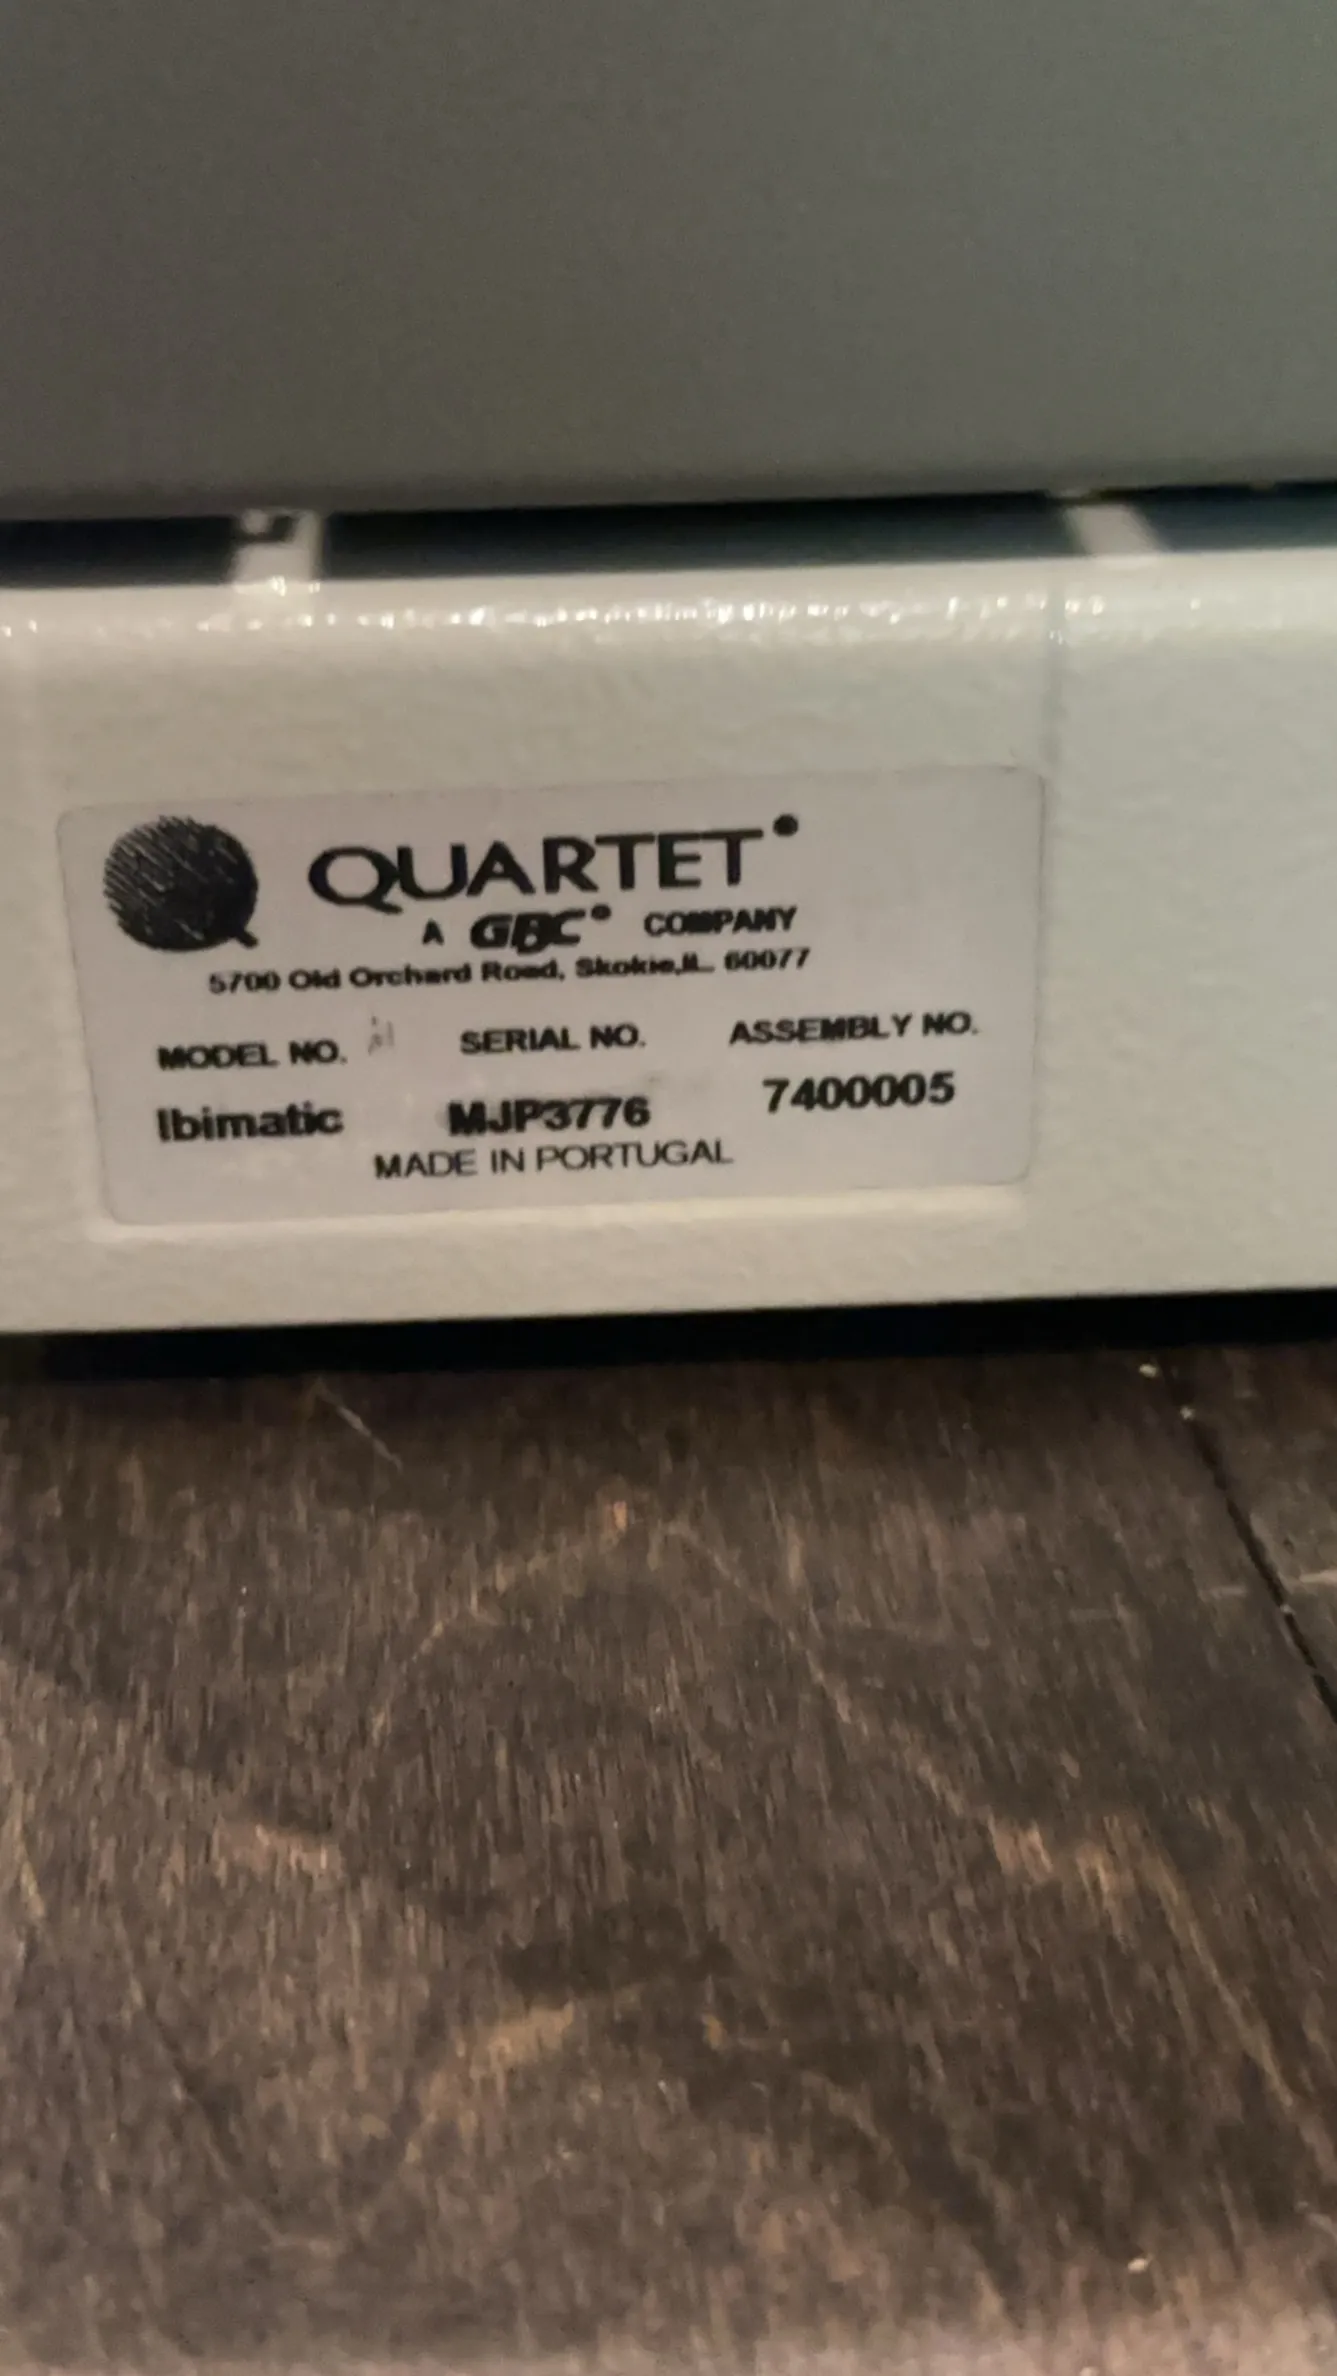 QUARTET®
A GBC® COMPANY
5700 Old Orchard Road, Skokie,IL. 60077
MODEL NO. SERIAL NO. ASSEMBLY NO.
Ibimatic MJP3776 7400005
MADE IN PORTUGAL